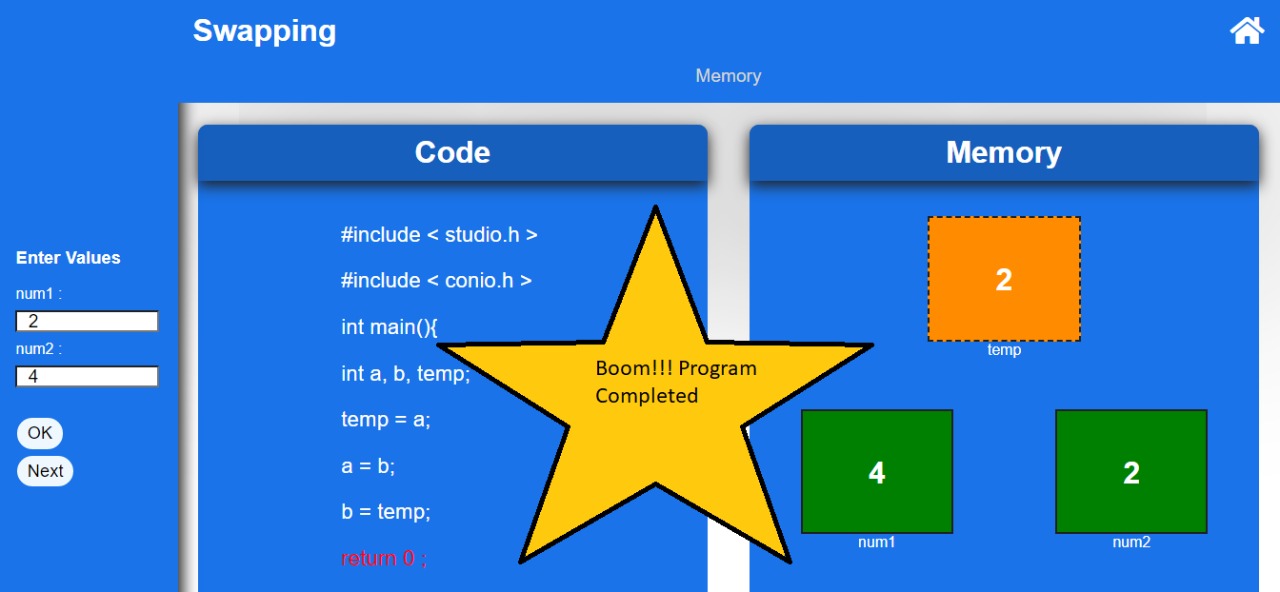 Swapping
Memory
Enter Values
num1 :
2
num2 :
4
OK
Next
Code
#include < studio.h >
#include < conio.h >
int main(){
int a, b, temp;
temp = a;
a = b;
b = temp;
return 0 ;
Boom!!! Program
Completed
Memory
2
temp
4
num1
2
num2